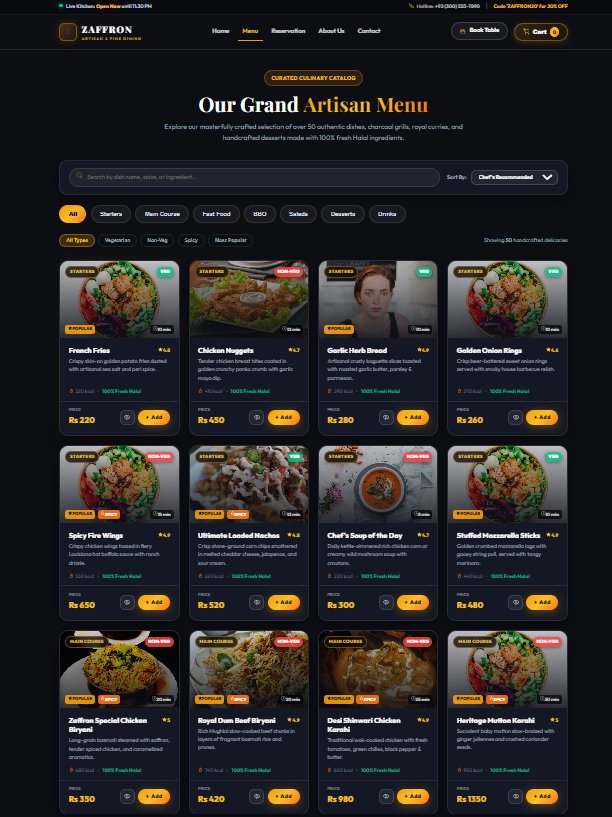 Live Kitchen: Open Now until 11:30 PM
Hotline: +92 (300) 555-7890
Code 'ZAFFRON20' for 20% OFF
ZAFFRON
ARTISAN & FINE DINING
Home
Menu
Reservation
About Us
Contact
Book Table
Cart 0
CURATED CULINARY CATALOG
Our Grand Artisan Menu
Explore our masterfully crafted selection of over 50 authentic dishes, charcoal grills, royal curries, and
handcrafted desserts made with 100% fresh Halal ingredients.
Search by dish name, spice, or ingredient...
Sort By:
Chef's Recommended
All
Starters
Main Course
Fast Food
BBQ
Salads
Desserts
Drinks
All Types
Vegetarian
Non-Veg
Spicy
Most Popular
Showing 50 handcrafted delicacies
STARTERS
VEG
POPULAR
10 min
French Fries
4.8
Crispy skin-on golden potato fries dusted
with artisanal sea salt and peri spice.
320 kcal • 100% Fresh Halal
PRICE
Rs 220
+ Add
STARTERS
NON-VEG
12 min
Chicken Nuggets
4.7
Tender chicken breast bites coated in
golden crunchy panko crumb with garlic
mayo dip.
410 kcal • 100% Fresh Halal
PRICE
Rs 450
+ Add
STARTERS
VEG
POPULAR
10 min
Garlic Herb Bread
4.9
Artisanal crusty baguette slices toasted
with roasted garlic butter, parsley &
parmesan.
290 kcal • 100% Fresh Halal
PRICE
Rs 280
+ Add
STARTERS
VEG
10 min
Golden Onion Rings
4.6
Crisp beer-battered sweet onion rings
served with smoky house barbecue relish.
270 kcal • 100% Fresh Halal
PRICE
Rs 260
+ Add
STARTERS
NON-VEG
POPULAR
SPICY
15 min
Spicy Fire Wings
4.9
Crispy chicken wings tossed in fiery
Louisiana hot buffalo sauce with ranch
drizzle.
550 kcal • 100% Fresh Halal
PRICE
Rs 650
+ Add
STARTERS
VEG
POPULAR
SPICY
12 min
Ultimate Loaded Nachos
4.8
Crisp stone-ground corn chips smothered
in melted cheddar cheese, jalapenos, and
sour cream.
620 kcal • 100% Fresh Halal
PRICE
Rs 520
+ Add
STARTERS
NON-VEG
8 min
Chef's Soup of the Day
4.7
Daily kettle-simmered rich chicken corn or
creamy wild mushroom soup with
croutons.
220 kcal • 100% Fresh Halal
PRICE
Rs 300
+ Add
STARTERS
VEG
POPULAR
10 min
Stuffed Mozzarella Sticks
4.9
Golden crumbed mozzarella logs with
gooey string pull, served with tangy
marinara.
440 kcal • 100% Fresh Halal
PRICE
Rs 480
+ Add
MAIN COURSE
NON-VEG
POPULAR
SPICY
20 min
Zaffron Special Chicken
Biryani
5
Long-grain basmati steamed with saffron,
tender spiced chicken, and caramelized
aromatics.
680 kcal • 100% Fresh Halal
PRICE
Rs 350
+ Add
MAIN COURSE
NON-VEG
POPULAR
SPICY
20 min
Royal Dum Beef Biryani
4.9
Rich Mughlai slow-cooked beef chunks in
layers of fragrant basmati rice and
prunes.
740 kcal • 100% Fresh Halal
PRICE
Rs 420
+ Add
MAIN COURSE
NON-VEG
POPULAR
SPICY
25 min
Desi Shinwari Chicken
Karahi
4.9
Traditional wok-cooked chicken with fresh
tomatoes, green chilies, black pepper &
butter.
820 kcal • 100% Fresh Halal
PRICE
Rs 980
+ Add
MAIN COURSE
NON-VEG
POPULAR
SPICY
30 min
Heritage Mutton Karahi
5
Succulent baby mutton slow-braised with
ginger juliennes and crushed coriander
seeds.
950 kcal • 100% Fresh Halal
PRICE
Rs 1350
+ Add